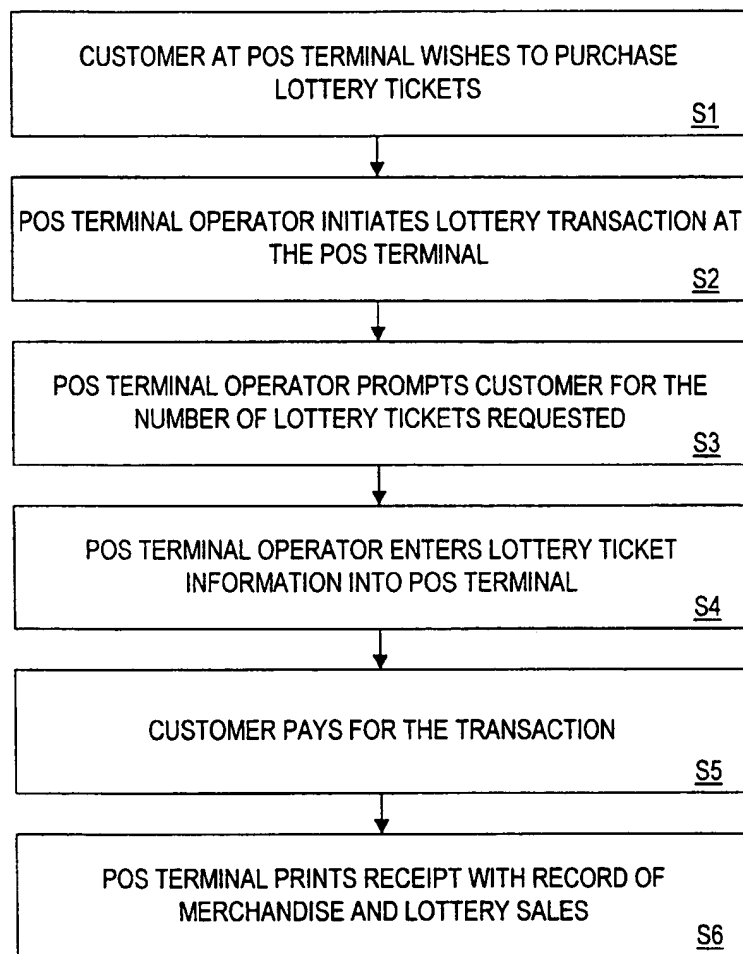 CUSTOMER AT POS TERMINAL WISHES TO PURCHASE
LOTTERY TICKETS
S1
POS TERMINAL OPERATOR INITIATES LOTTERY TRANSACTION AT
THE POS TERMINAL
S2
POS TERMINAL OPERATOR PROMPTS CUSTOMER FOR THE
NUMBER OF LOTTERY TICKETS REQUESTED
S3
POS TERMINAL OPERATOR ENTERS LOTTERY TICKET
INFORMATION INTO POS TERMINAL
S4
CUSTOMER PAYS FOR THE TRANSACTION
S5
POS TERMINAL PRINTS RECEIPT WITH RECORD OF
MERCHANDISE AND LOTTERY SALES
S6